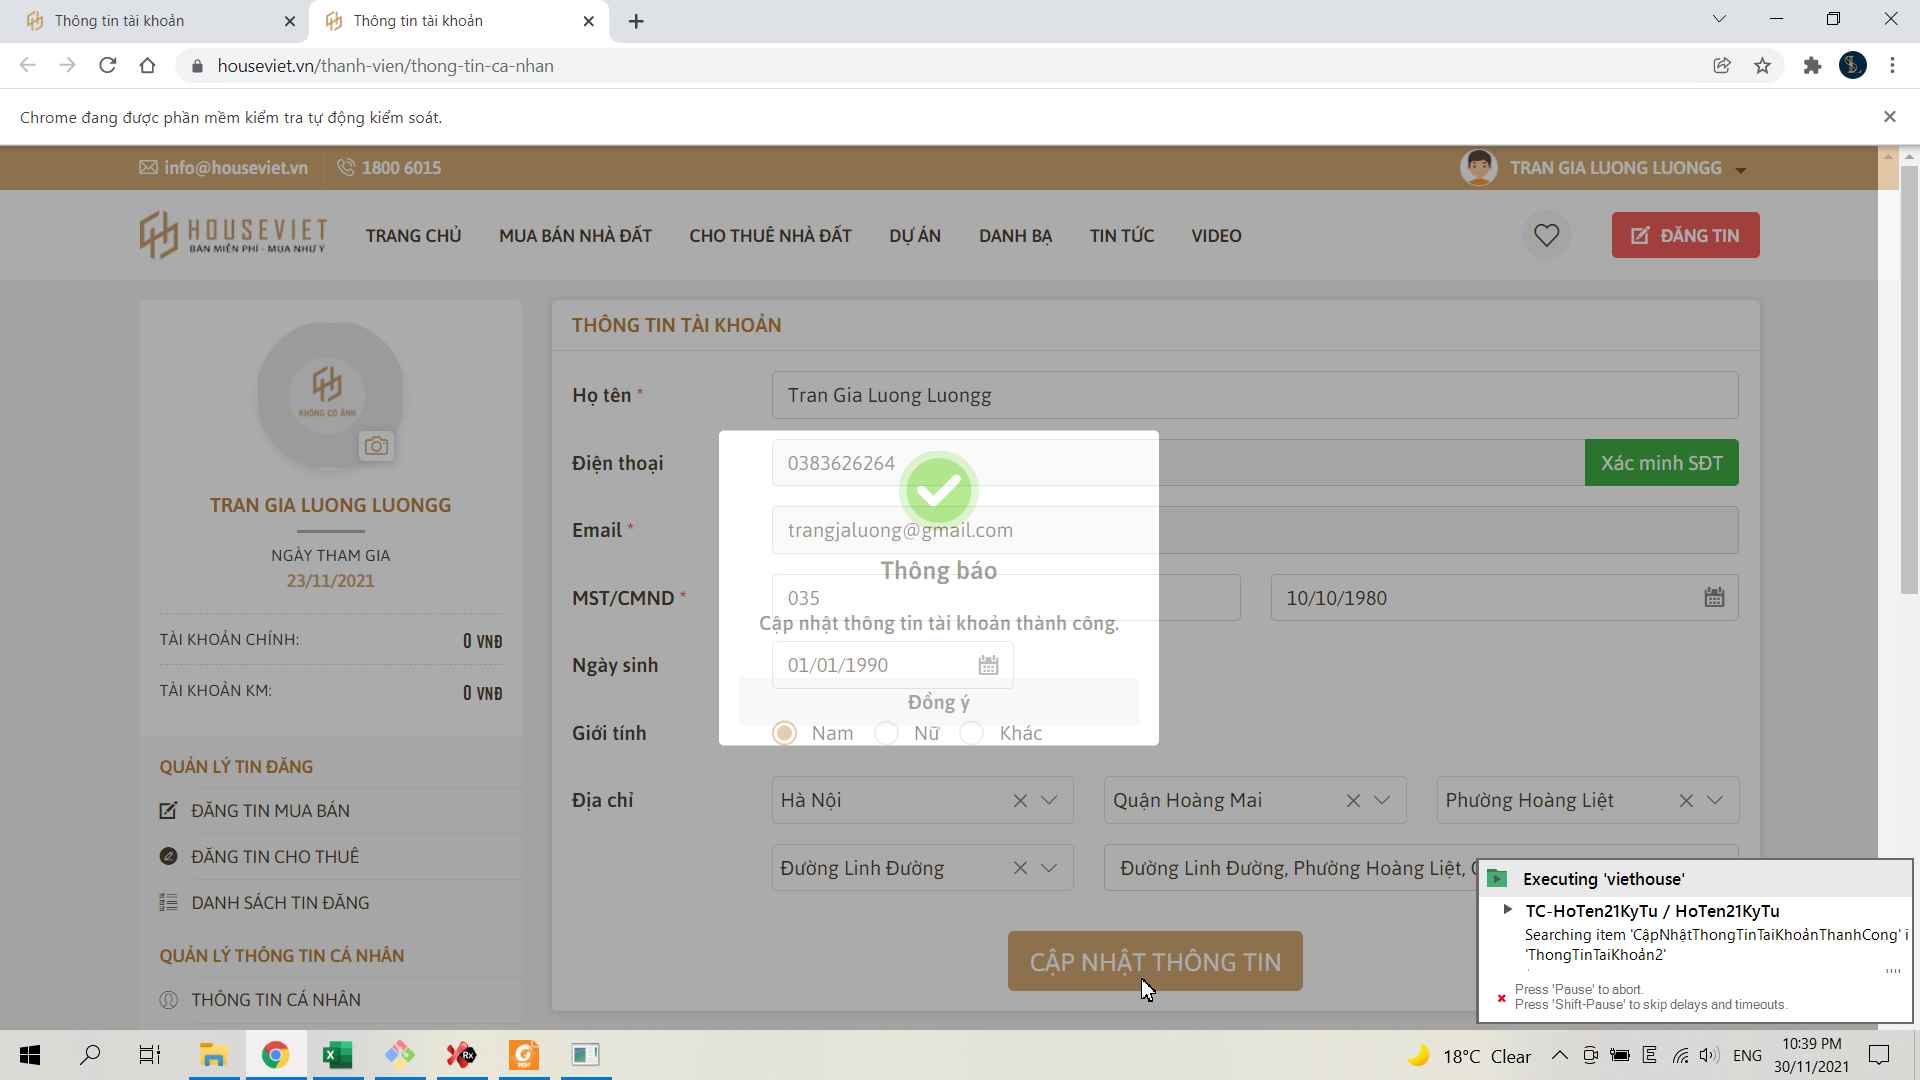 Thông tin tài khoản
Thông tin tài khoản
houseviet.vn/thanh-vien/thong-tin-ca-nhan
Chrome đang được phần mềm kiểm tra tự động kiểm soát.
info@houseviet.vn
1800 6015
TRAN GIA LUONG LUONGG
HOUSEVIET
BÁN MIỄN PHÍ - MUA NHƯ Ý
TRANG CHỦ
MUA BÁN NHÀ ĐẤT
CHO THUÊ NHÀ ĐẤT
DỰ ÁN
DANH BẠ
TIN TỨC
VIDEO
ĐĂNG TIN
KHÔNG CÓ ẢNH
TRAN GIA LUONG LUONGG
NGÀY THAM GIA
23/11/2021
TÀI KHOẢN CHÍNH: 0 VNĐ
TÀI KHOẢN KM: 0 VNĐ
QUẢN LÝ TIN ĐĂNG
ĐĂNG TIN MUA BÁN
ĐĂNG TIN CHO THUÊ
DANH SÁCH TIN ĐĂNG
QUẢN LÝ THÔNG TIN CÁ NHÂN
THÔNG TIN CÁ NHÂN
THÔNG TIN TÀI KHOẢN
Họ tên * Tran Gia Luong Luongg
Điện thoại 0383626264 Xác minh SĐT
Email * trangjaluong@gmail.com
Thông báo
MST/CMND * 035 10/10/1980
Cập nhật thông tin tài khoản thành công.
Ngày sinh 01/01/1990
Đồng ý
Giới tính Nam Nữ Khác
Địa chỉ Hà Nội Quận Hoàng Mai Phường Hoàng Liệt
Đường Linh Đường Đường Linh Đường, Phường Hoàng Liệt,
CẬP NHẬT THÔNG TIN
Executing 'viethouse'
TC-HoTen21KyTu / HoTen21KyTu
Searching item 'CậpNhậtThongTinTaiKhoảnThanhCong' i
'ThongTinTaiKhoản2'
Press 'Pause' to abort.
Press 'Shift-Pause' to skip delays and timeouts.
Rx
TEST
18°C Clear
ENG
10:39 PM
30/11/2021